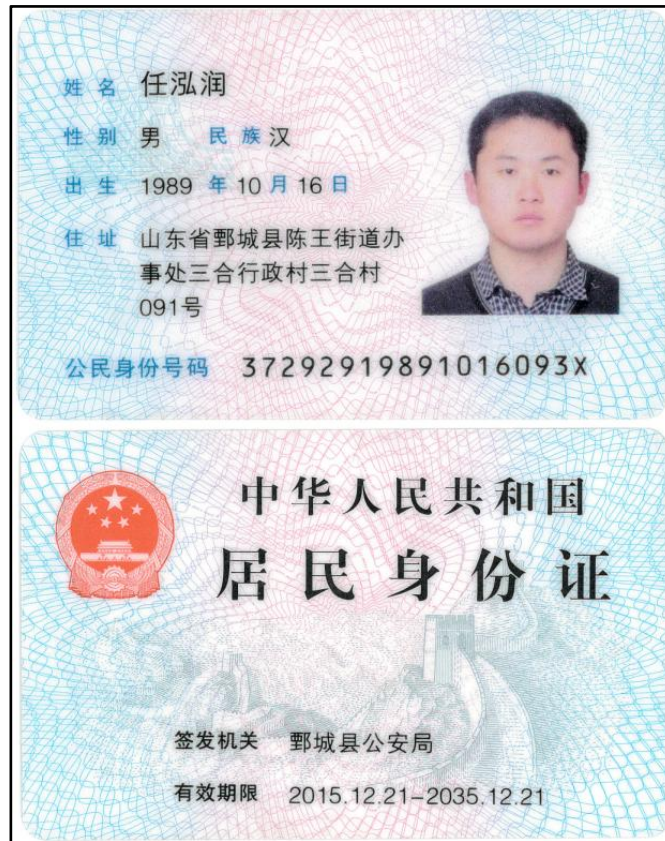 姓名 任泓润
性别 男 民族 汉
出生 1989 年 10 月 16 日
住址 山东省鄄城县陈王街道办
事处三合行政村三合村
091号
公民身份号码 37292919891016093X
中华人民共和国
居民身份证
签发机关 鄄城县公安局
有效期限 2015.12.21-2035.12.21